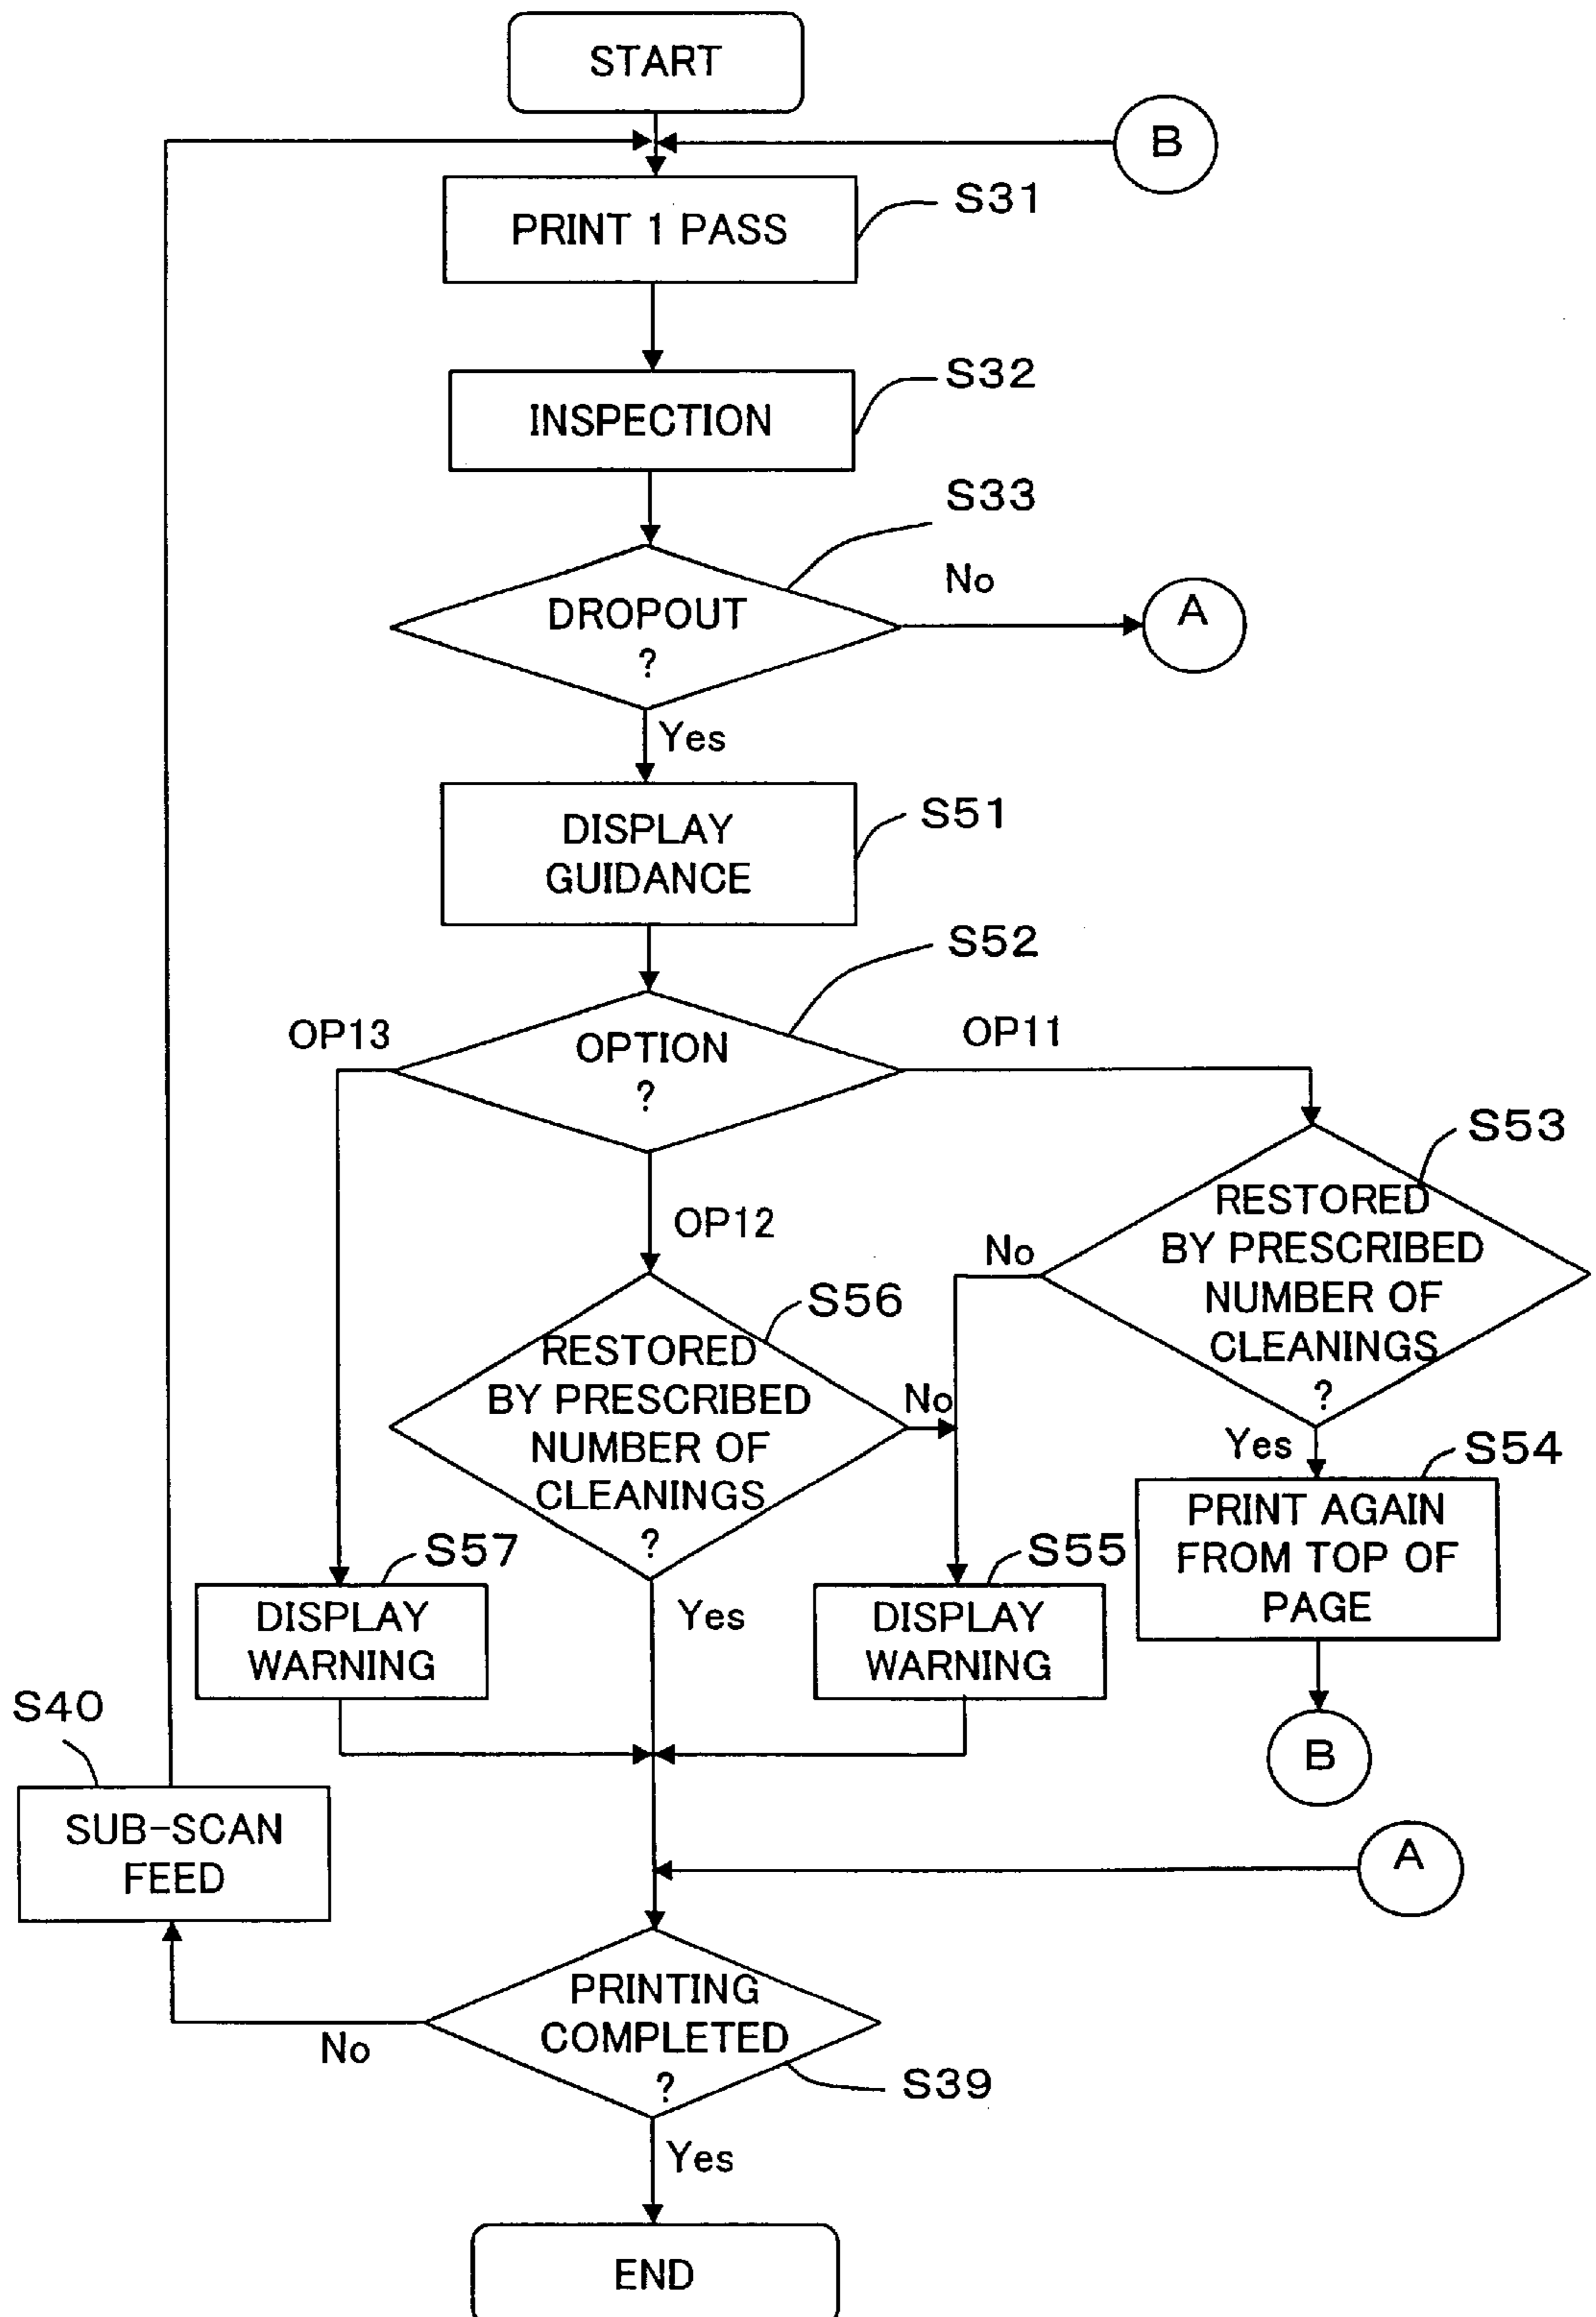 START
B
S31
PRINT 1 PASS
S32
INSPECTION
S33
DROPOUT
?
No
A
Yes
S51
DISPLAY
GUIDANCE
S52
OP13
OPTION
?
OP11
OP12
S53
RESTORED
BY PRESCRIBED
NUMBER OF
CLEANINGS
?
No
Yes
S56
RESTORED
BY PRESCRIBED
NUMBER OF
CLEANINGS
?
No
Yes
S54
PRINT AGAIN
FROM TOP OF
PAGE
S57
DISPLAY
WARNING
S55
DISPLAY
WARNING
B
S40
SUB-SCAN
FEED
A
PRINTING
COMPLETED
?
No
S39
Yes
END